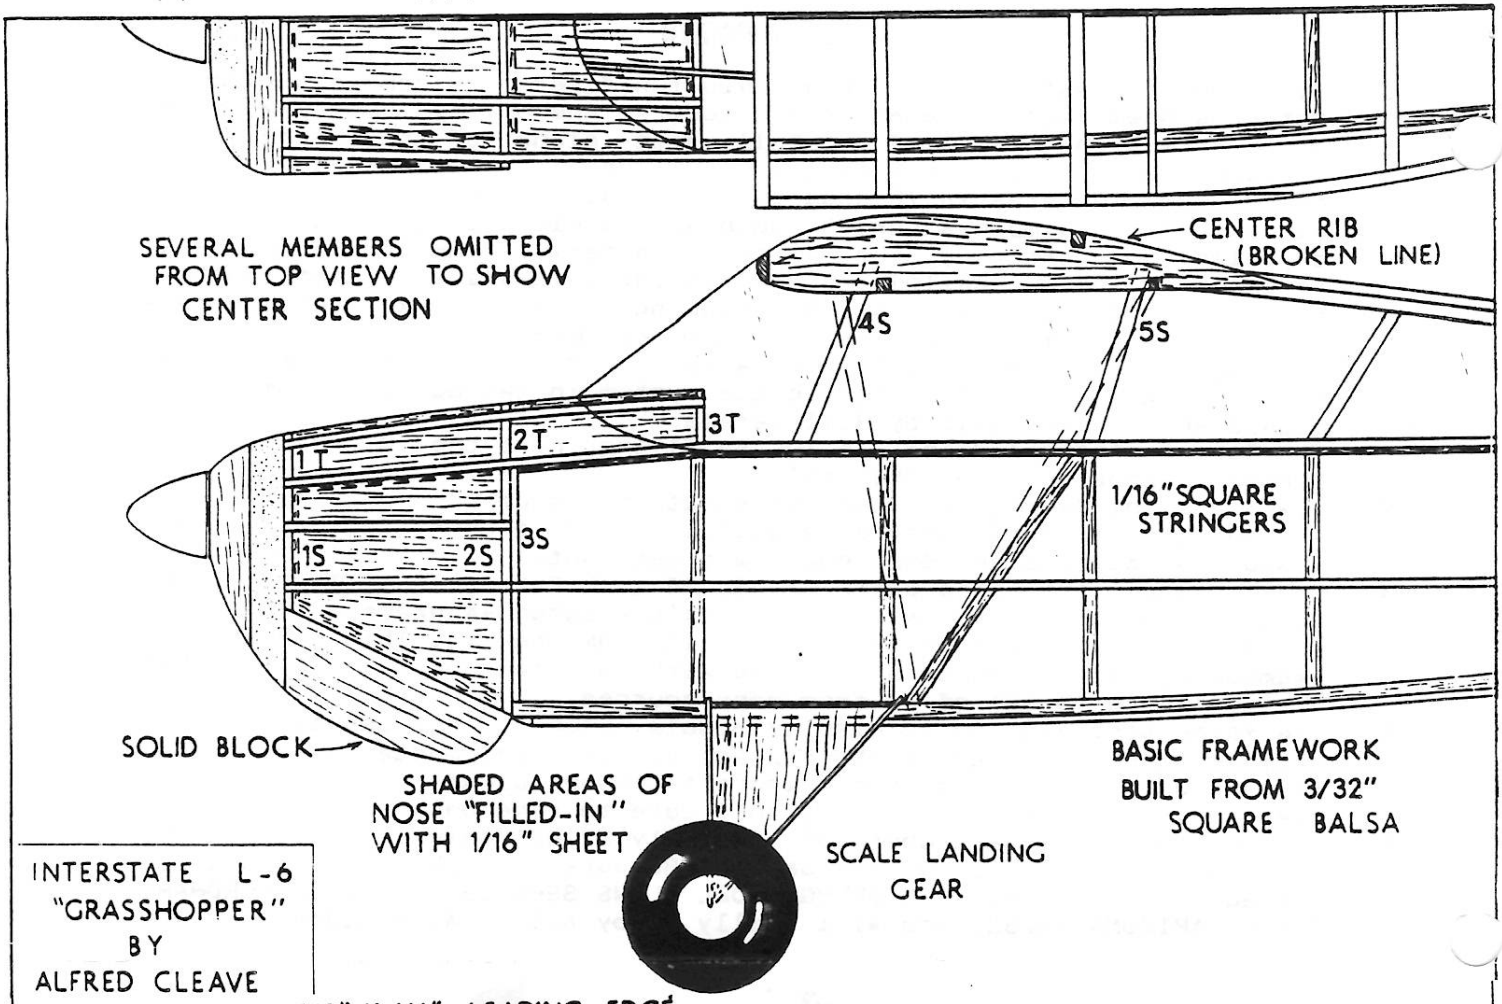 SEVERAL MEMBERS OMITTED
FROM TOP VIEW TO SHOW
CENTER SECTION
CENTER RIB
(BROKEN LINE)
4S
5S
3T
2T
1T
1/16" SQUARE
STRINGERS
3S
1S
2S
SOLID BLOCK
SHADED AREAS OF
NOSE "FILLED-IN"
WITH 1/16" SHEET
BASIC FRAMEWORK
BUILT FROM 3/32"
SQUARE BALSA
SCALE LANDING
GEAR
INTERSTATE L-6
"GRASSHOPPER"
BY
ALFRED CLEAVE
LEADING EDGE